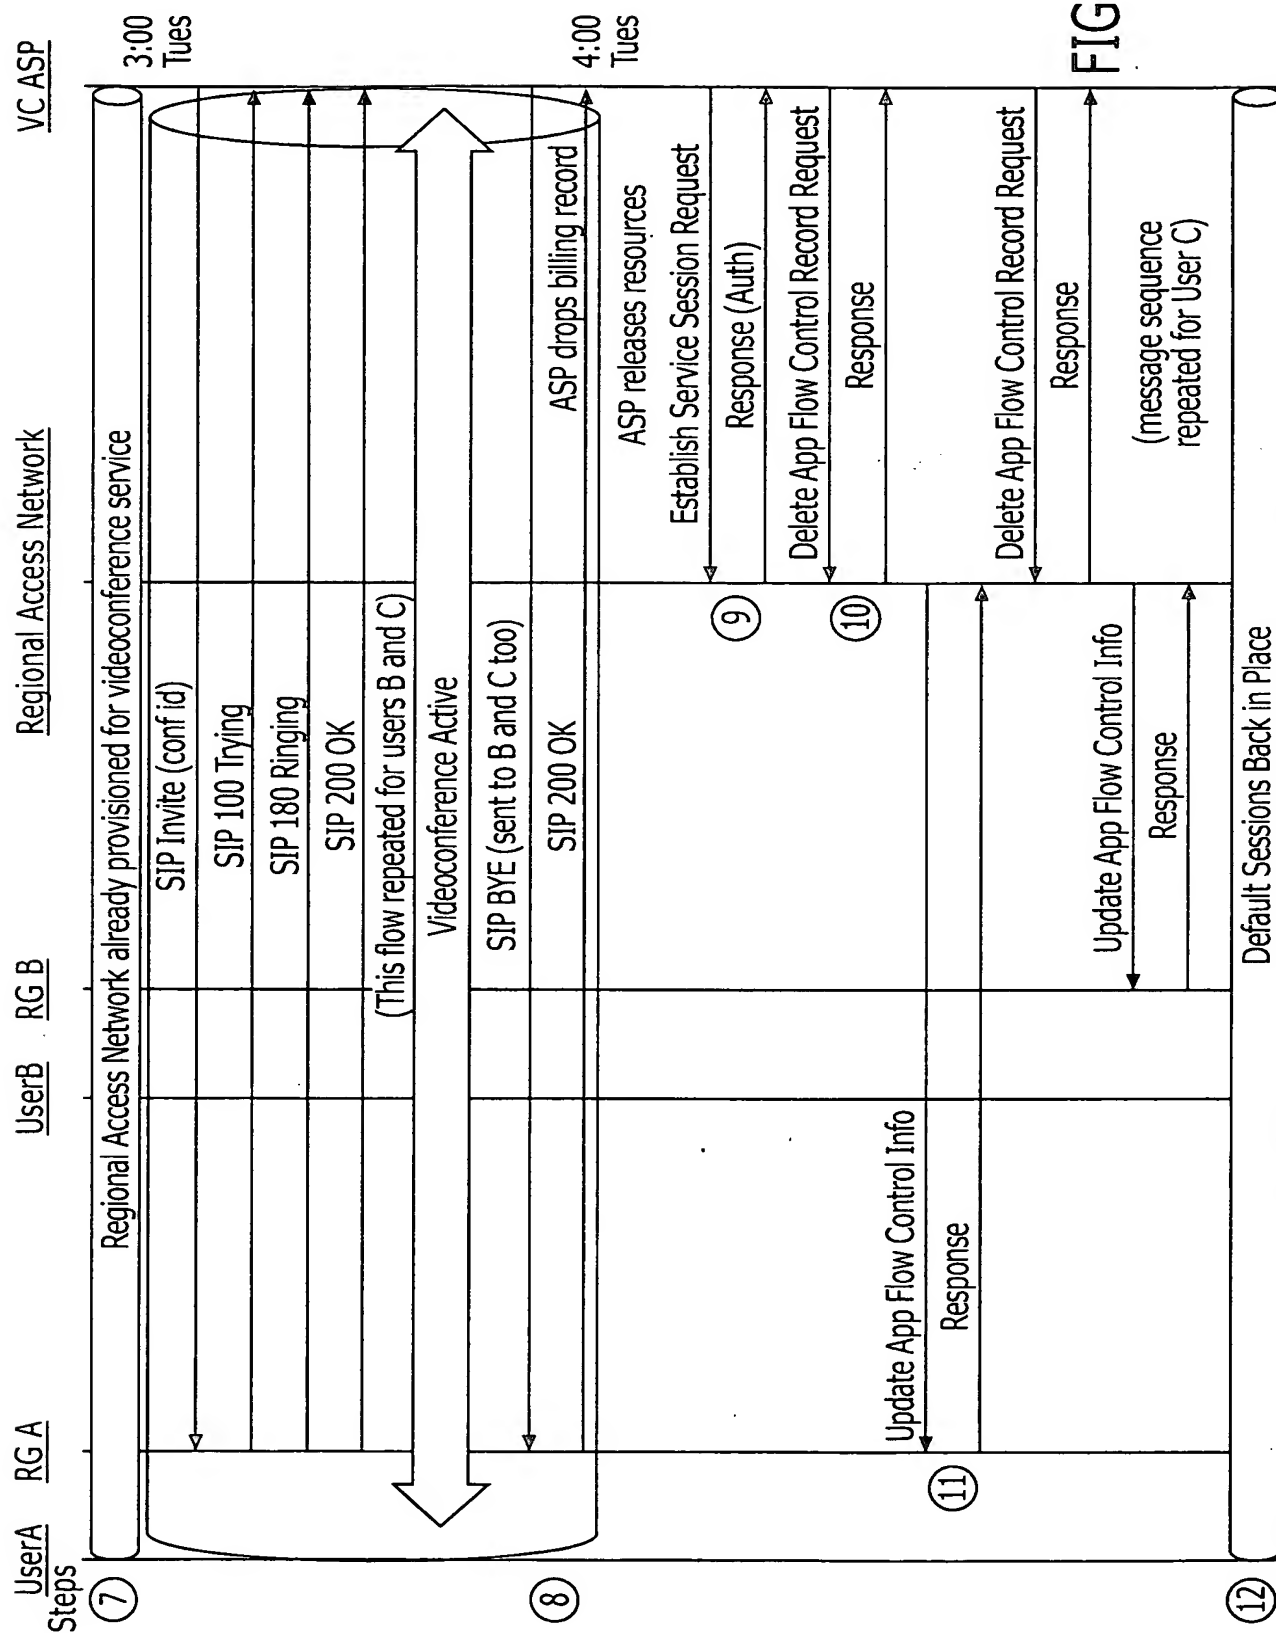 UserA
RG A
UserB
RG B
Regional Access Network
VC ASP
Steps
7
Regional Access Network already provisioned for videoconference service
3:00
Tues
SIP Invite (conf id)
SIP 100 Trying
SIP 180 Ringing
SIP 200 OK
(This flow repeated for users B and C)
Videoconference Active
8
SIP BYE (sent to B and C too)
SIP 200 OK
ASP drops billing record
4:00
Tues
ASP releases resources
Establish Service Session Request
9
Response (Auth)
Delete App Flow Control Record Request
10
Response
Update App Flow Control Info
11
Response
Delete App Flow Control Record Request
Response
Update App Flow Control Info
Response
(message sequence
repeated for User C)
12
Default Sessions Back in Place
FIG